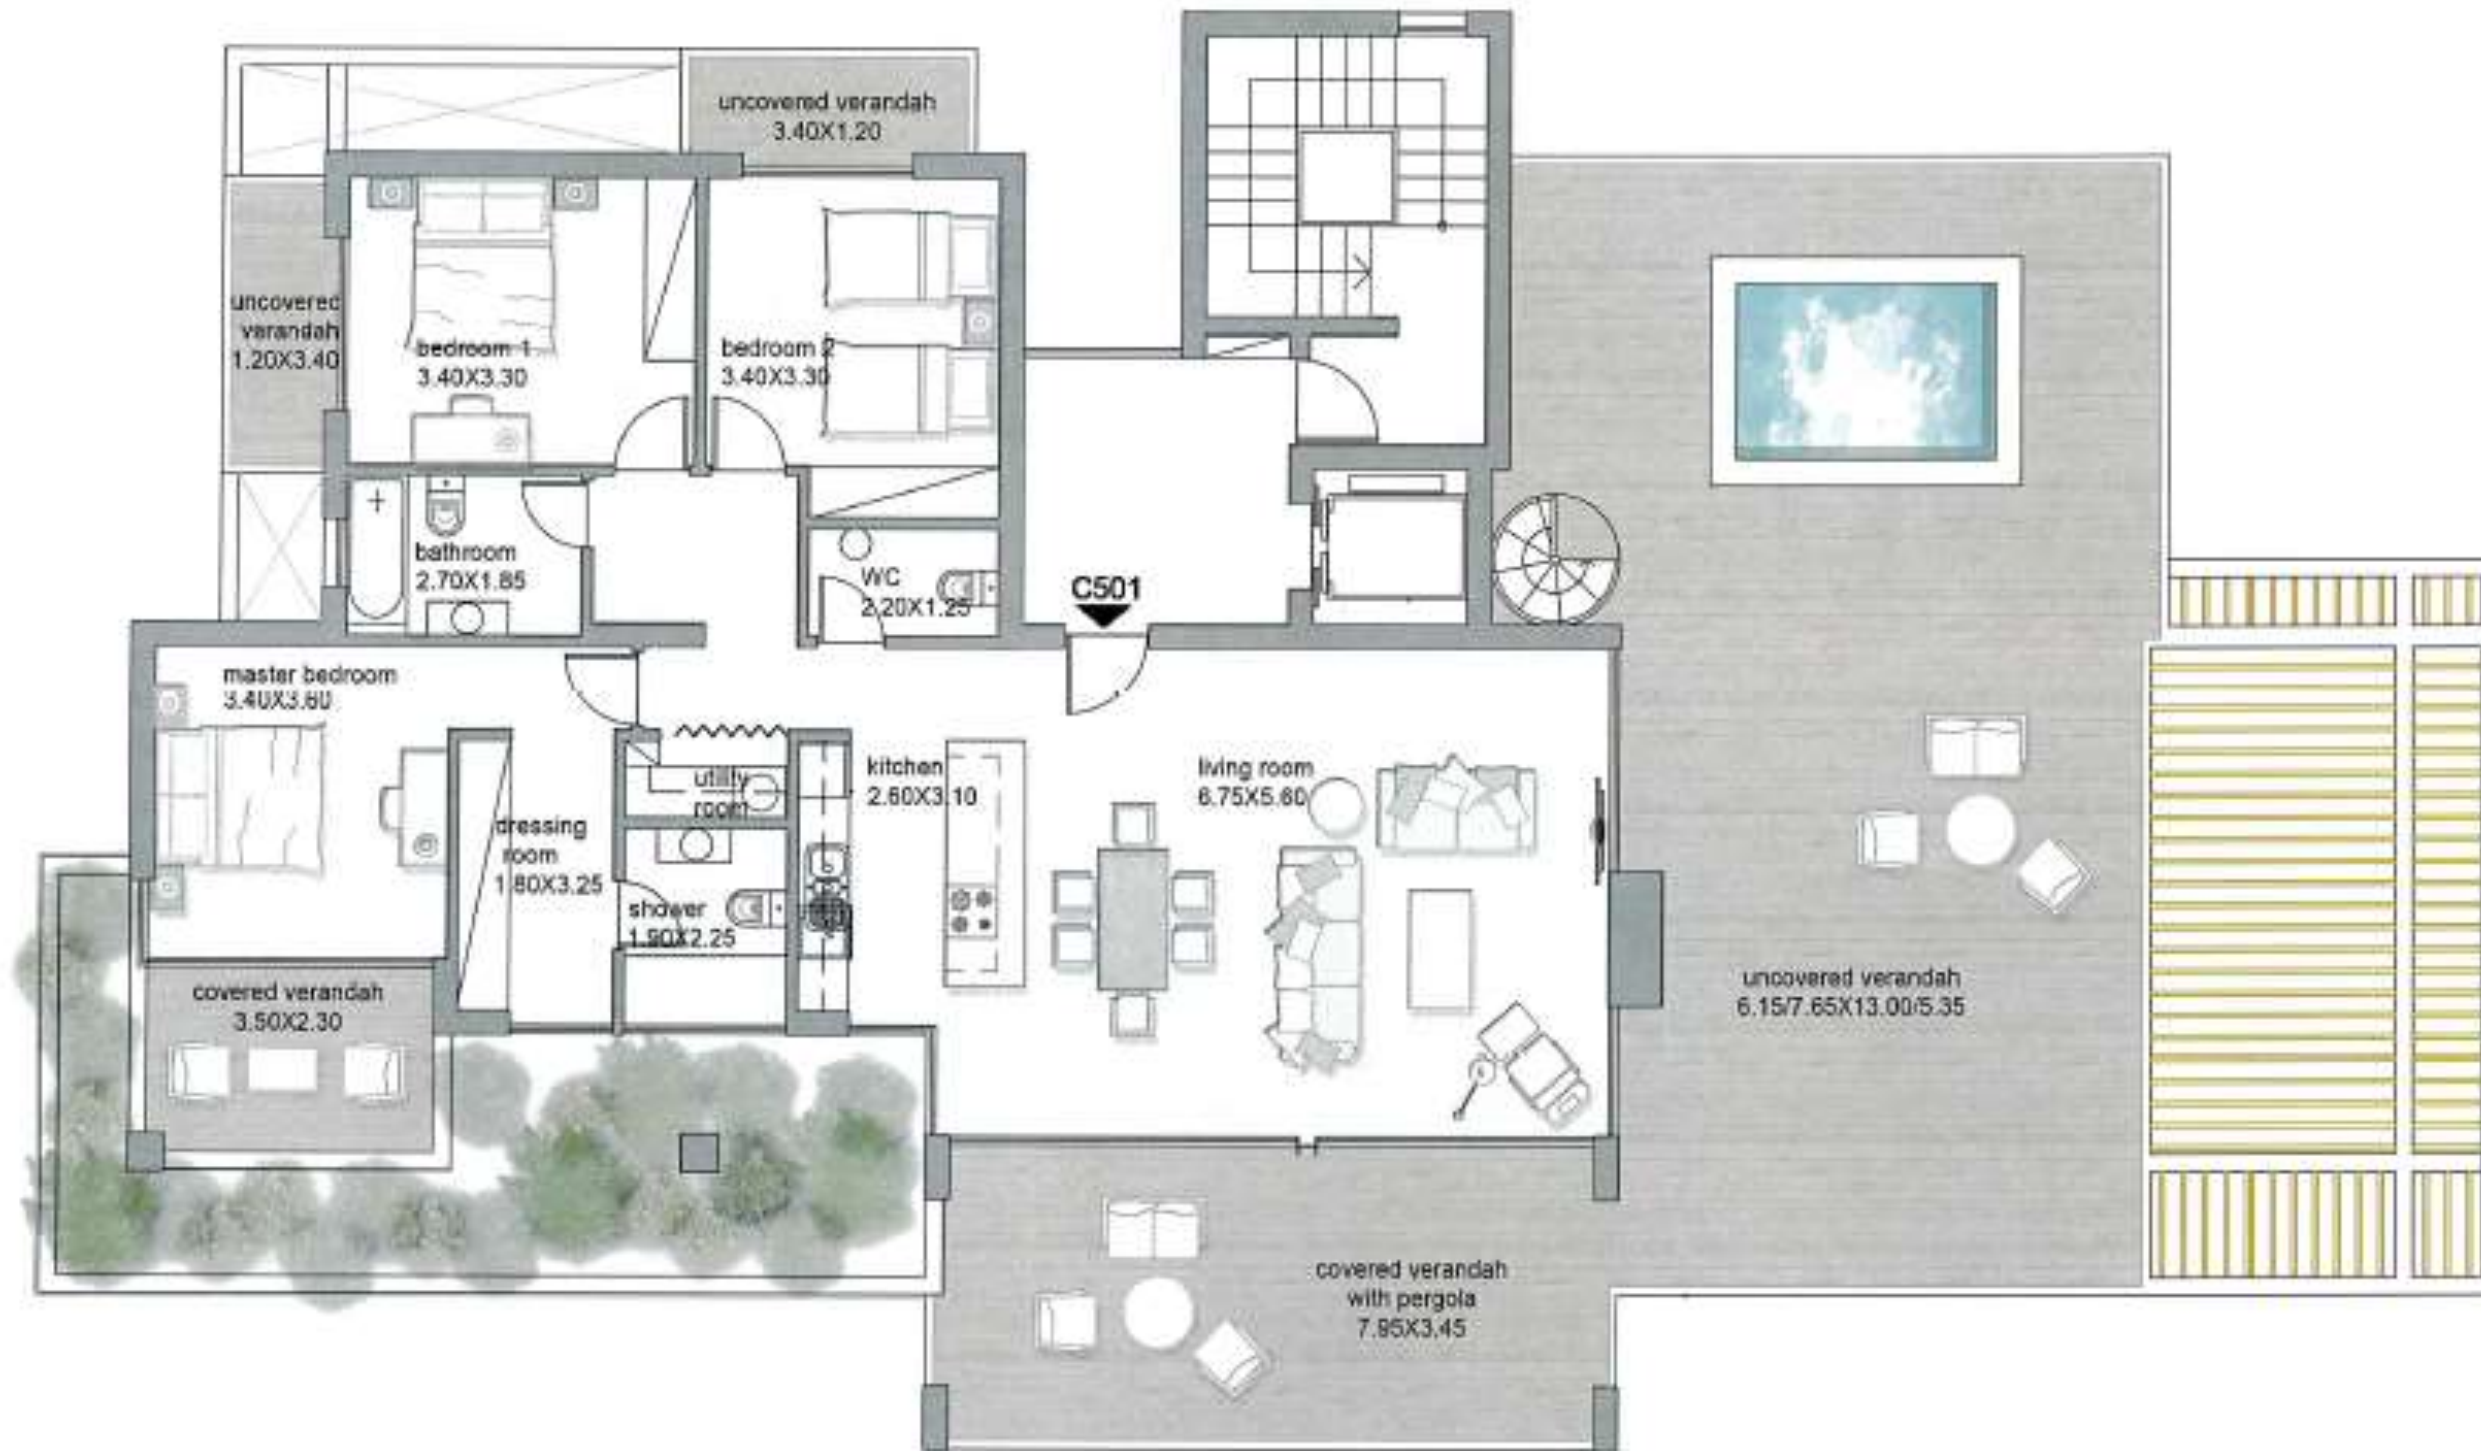 uncovered verandah
3.40X1.20
uncovered
verandah
1.20X3.40
bedroom 1
3.40X3.30
bedroom 2
3.40X3.30
bathroom
2.70X1.85
WC
2.20X1.25
C501
master bedroom
3.40X3.60
utility
room
kitchen
2.60X3.10
living room
6.75X5.60
dressing
room
1.80X3.25
shower
1.90X2.25
covered verandah
3.50X2.30
uncovered verandah
6.15/7.65X13.00/5.35
covered verandah
with pergola
7.95X3.45